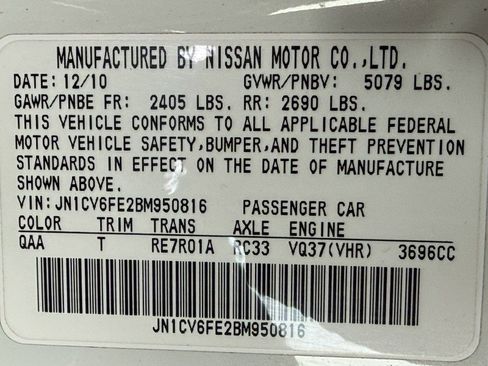 MANUFACTURED BY NISSAN MOTOR CO.,LTD.
DATE: 12/10 GVWR/PNBV: 5079 LBS.
GAWR/PNBE FR: 2405 LBS. RR: 2690 LBS.
THIS VEHICLE CONFORMS TO ALL APPLICABLE FEDERAL
MOTOR VEHICLE SAFETY,BUMPER,AND THEFT PREVENTION
STANDARDS IN EFFECT ON THE DATE OF MANUFACTURE
SHOWN ABOVE.
VIN: JN1CV6FE2BM950816 PASSENGER CAR
COLOR TRIM TRANS AXLE ENGINE
QAA T RE7R01A RC33 VQ37(VHR) 3696CC
JN1CV6FE2BM950816